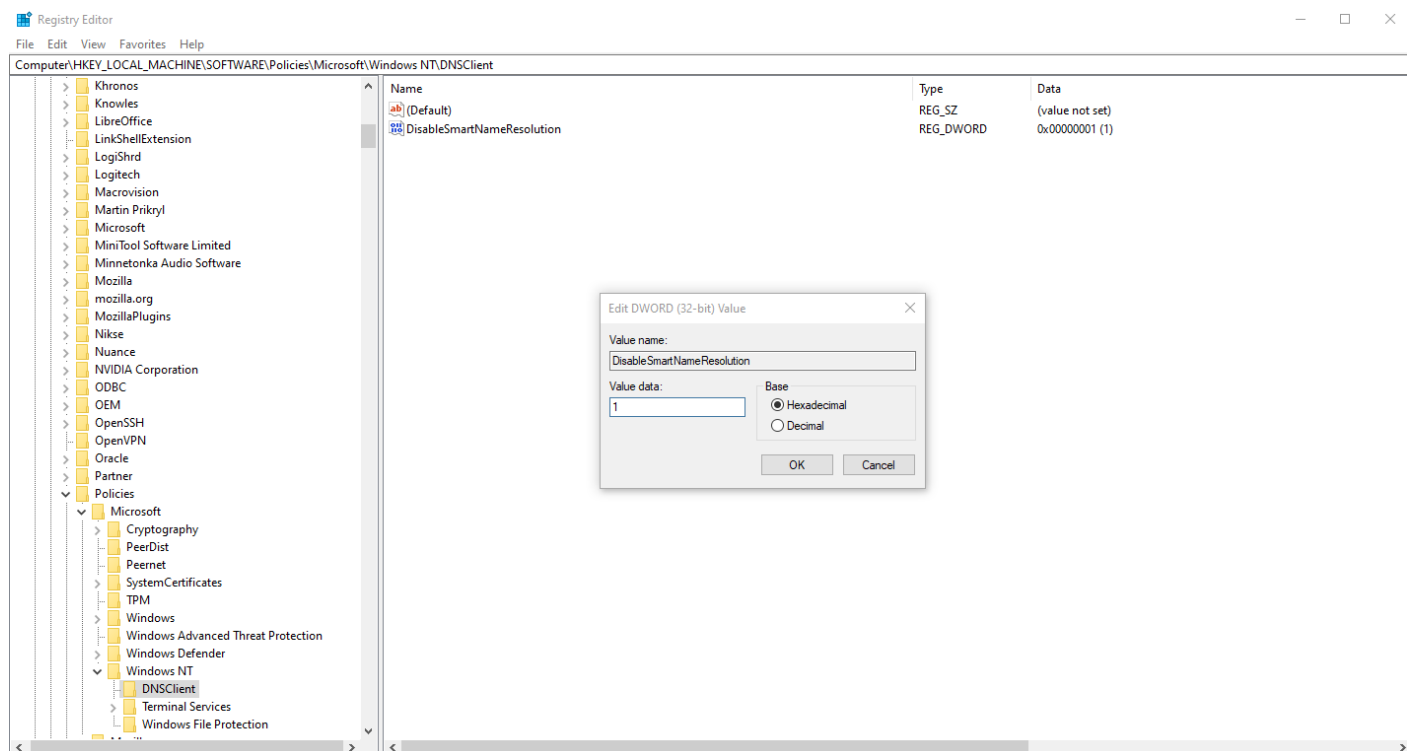 Registry Editor
File Edit View Favorites Help
Computer\HKEY_LOCAL_MACHINE\SOFTWARE\Policies\Microsoft\Windows NT\DNSClient
Khronos
Knowles
LibreOffice
LinkShellExtension
LogiShrd
Logitech
Macrovision
Martin Prikryl
Microsoft
MiniTool Software Limited
Minnetonka Audio Software
Mozilla
mozilla.org
MozillaPlugins
Nikse
Nuance
NVIDIA Corporation
ODBC
OEM
OpenSSH
OpenVPN
Oracle
Partner
Policies
Microsoft
Cryptography
PeerDist
Peernet
SystemCertificates
TPM
Windows
Windows Advanced Threat Protection
Windows Defender
Windows NT
DNSClient
Terminal Services
Windows File Protection
Name Type Data
ab (Default) REG_SZ (value not set)
DisableSmartNameResolution REG_DWORD 0x00000001 (1)
Edit DWORD (32-bit) Value
Value name:
DisableSmartNameResolution
Value data: Base
1 Hexadecimal
Decimal
OK Cancel